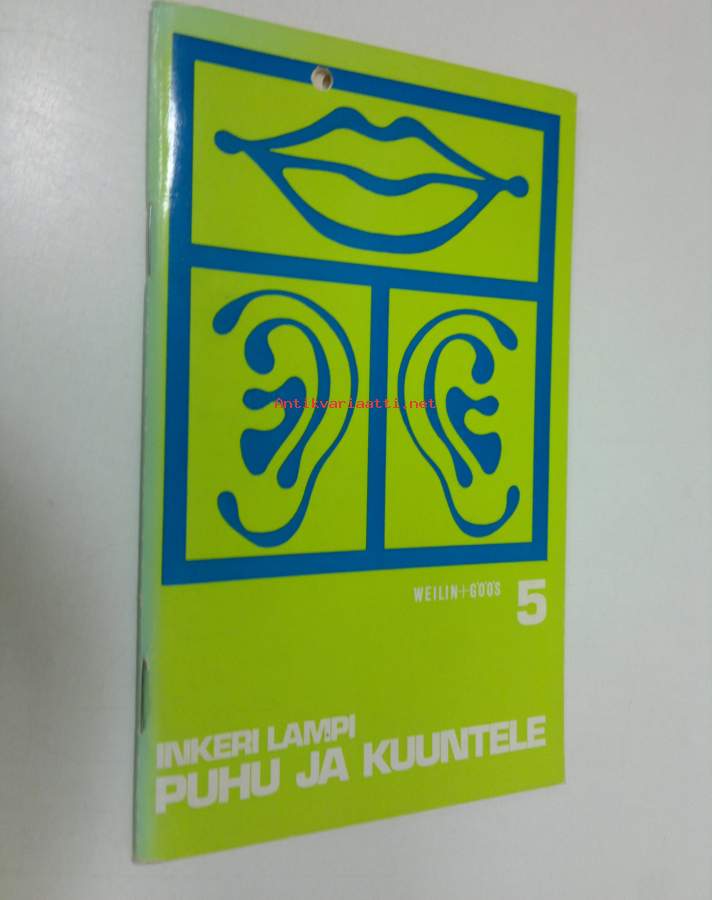 Antikvariaatti.net
WEILIN+GÖÖS 5
INKERI LAMPI
PUHU JA KUUNTELE